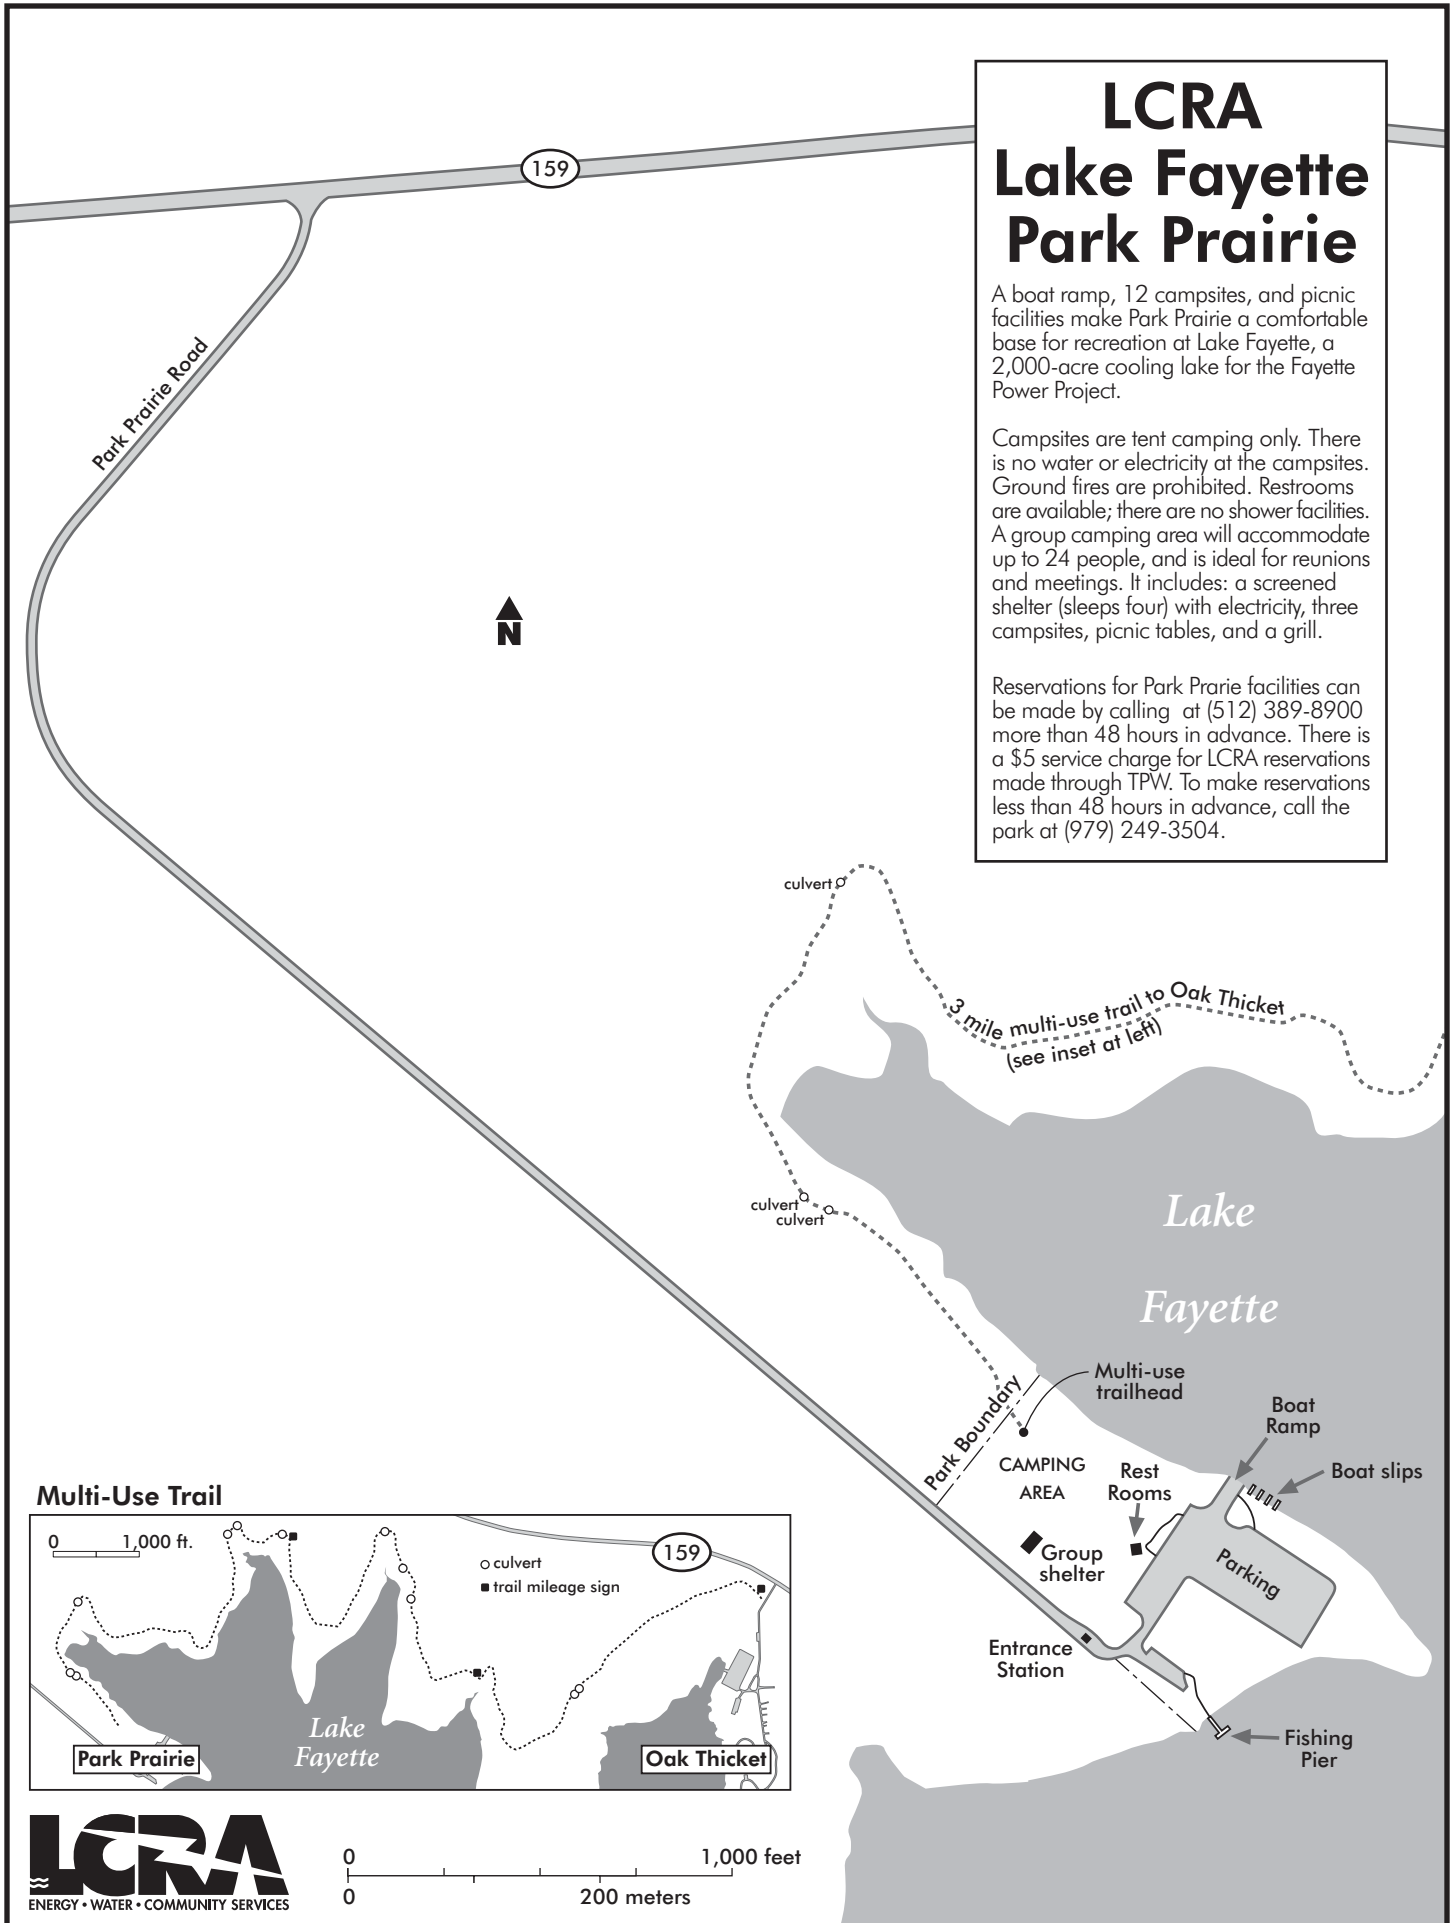 LCRA
Lake Fayette
Park Prairie
A boat ramp, 12 campsites, and picnic
facilities make Park Prairie a comfortable
base for recreation at Lake Fayette, a
2,000-acre cooling lake for the Fayette
Power Project.
Campsites are tent camping only. There
is no water or electricity at the campsites.
Ground fires are prohibited. Restrooms
are available; there are no shower facilities.
A group camping area will accommodate
up to 24 people, and is ideal for reunions
and meetings. It includes: a screened
shelter (sleeps four) with electricity, three
campsites, picnic tables, and a grill.
Reservations for Park Prarie facilities can
be made by calling  at (512) 389-8900
more than 48 hours in advance. There is
a $5 service charge for LCRA reservations
made through TPW. To make reservations
less than 48 hours in advance, call the
park at (979) 249-3504.
159
Park Prairie Road
N
culvert
3 mile multi-use trail to Oak Thicket
(see inset at left)
culvert
culvert
Lake
Fayette
Multi-use
trailhead
Park Boundary
Boat
Ramp
Boat slips
CAMPING
AREA
Rest
Rooms
Group
shelter
Parking
Entrance
Station
Fishing
Pier
Multi-Use Trail
0 1,000 ft.
culvert
trail mileage sign
159
Lake
Fayette
Park Prairie
Oak Thicket
LCRA
ENERGY • WATER • COMMUNITY SERVICES
0 1,000 feet
0 200 meters